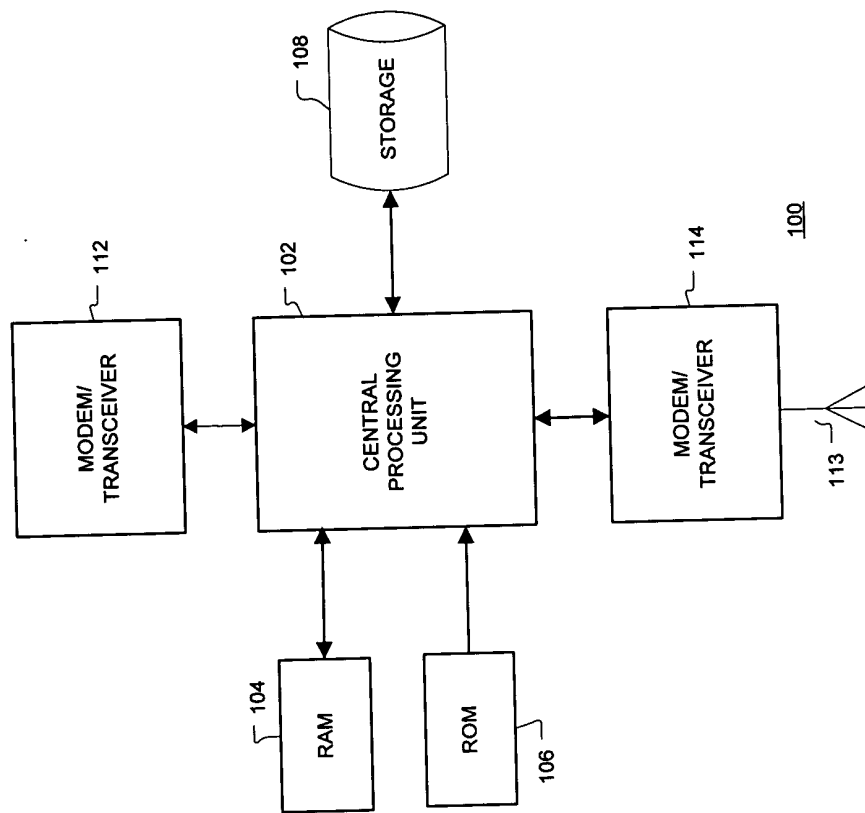 112
MODEM/
TRANSCEIVER
104
102
108
RAM
CENTRAL
PROCESSING
UNIT
STORAGE
ROM
106
114
MODEM/
TRANSCEIVER
100
113